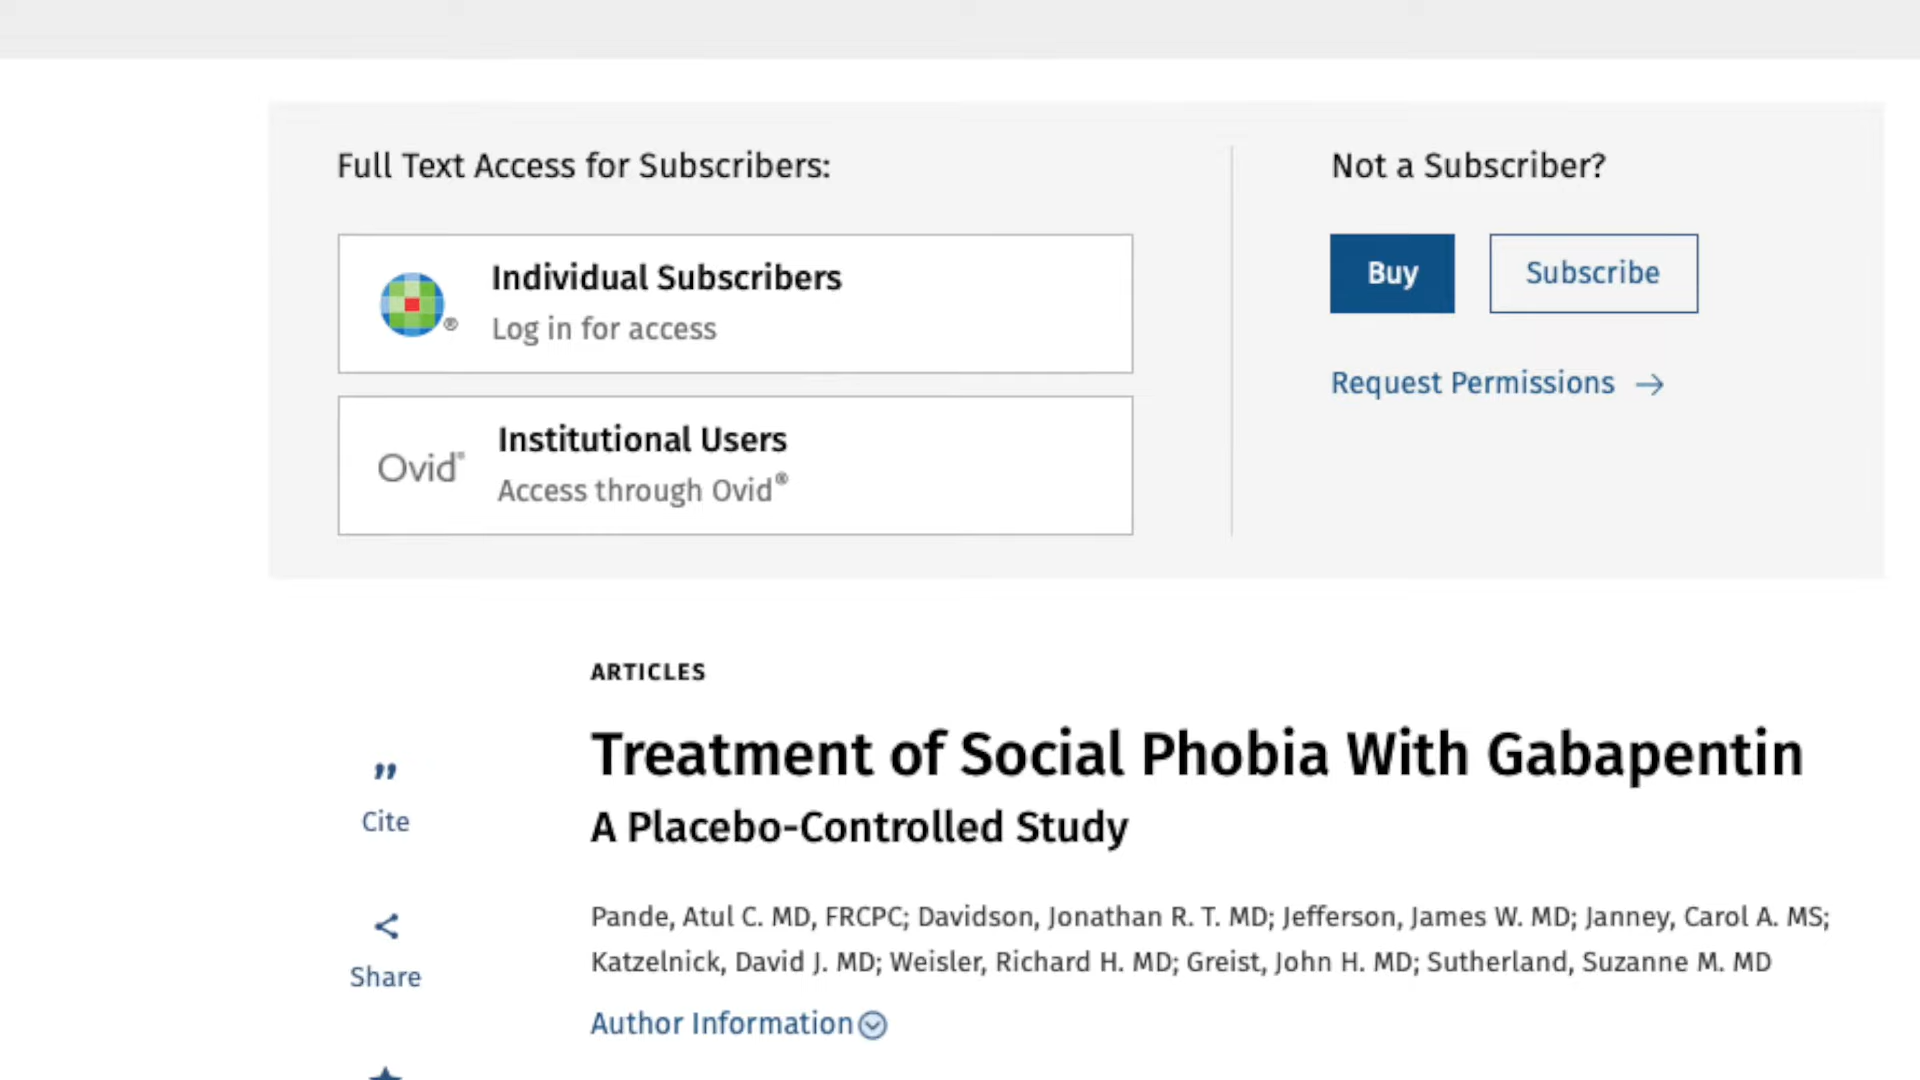 Full Text Access for Subscribers:
Individual Subscribers
Log in for access
®
Ovid®
Institutional Users
Access through Ovid®
Not a Subscriber?
Buy
Subscribe
Request Permissions →
ARTICLES
Treatment of Social Phobia With Gabapentin
A Placebo-Controlled Study
Pande, Atul C. MD, FRCPC; Davidson, Jonathan R. T. MD; Jefferson, James W. MD; Janney, Carol A. MS;
Katzelnick, David J. MD; Weisler, Richard H. MD; Greist, John H. MD; Sutherland, Suzanne M. MD
Author Information
”
Cite
Share